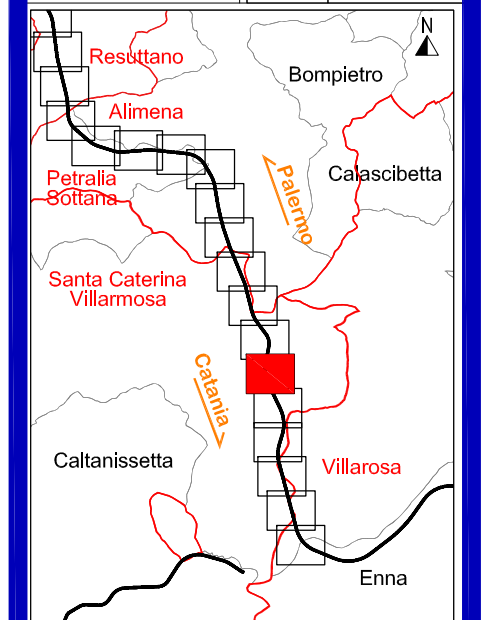 N
Resuttano
Bompietro
Alimena
Calascibetta
Petralia
Sottana
Palermo
Santa Caterina
Villarmosa
Catania
Caltanissetta
Villarosa
Enna